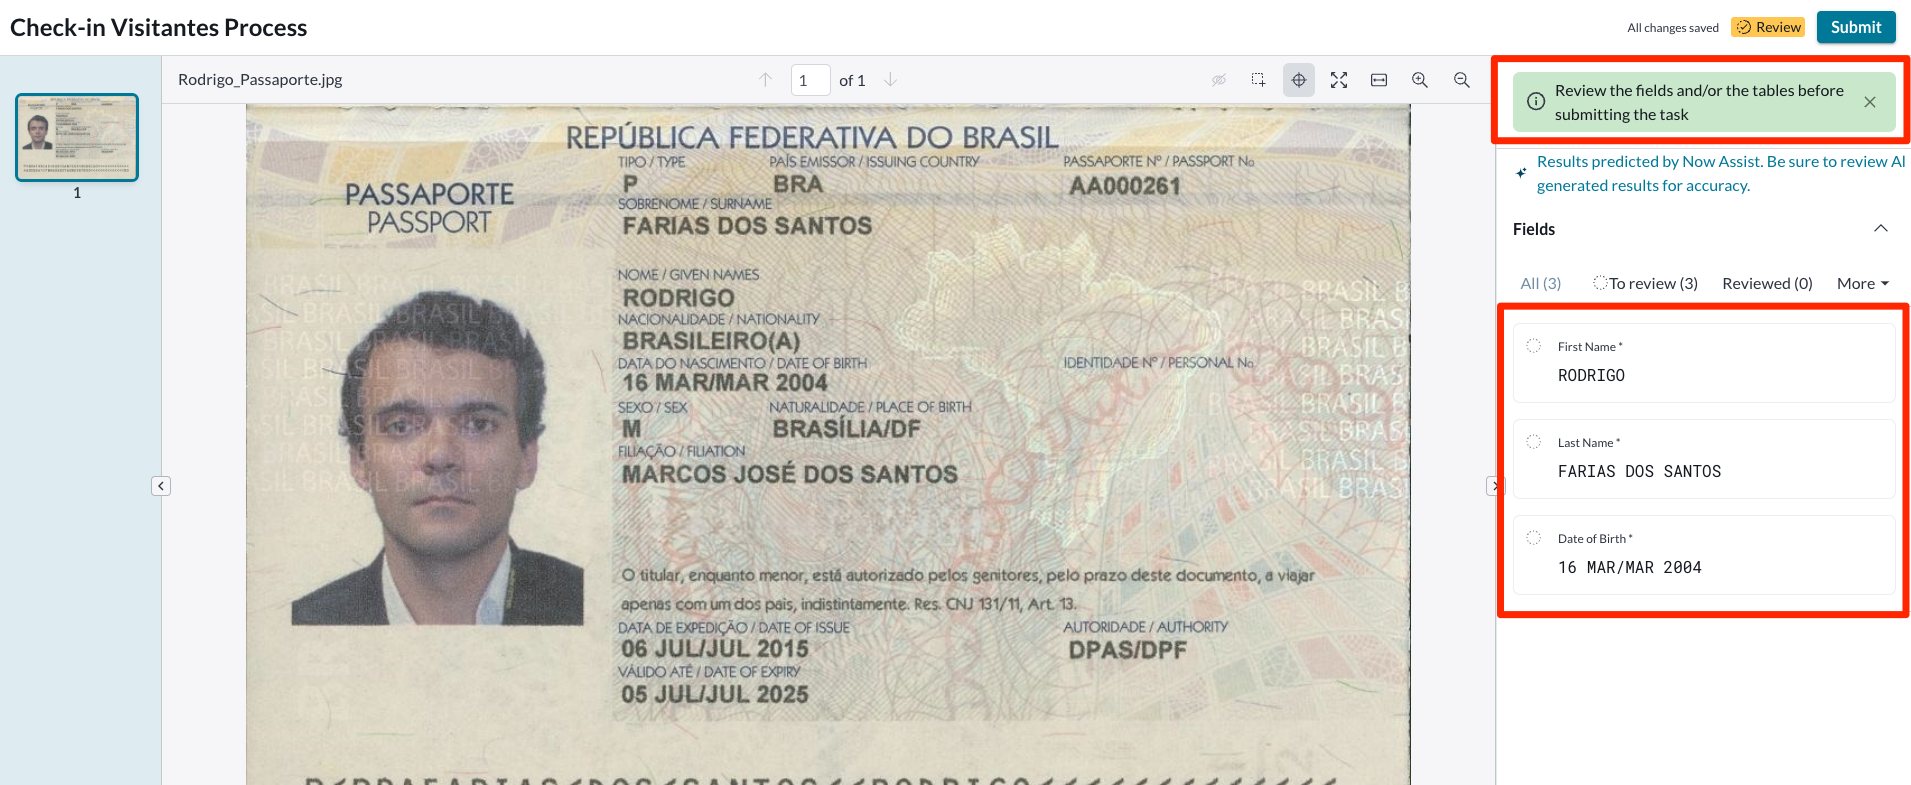 Check-in Visitantes Process
All changes saved
Review
Submit
Rodrigo_Passaporte.jpg
1 of 1
1
REPÚBLICA FEDERATIVA DO BRASIL
PASSAPORTE
PASSPORT
TIPO / TYPE
PAÍS EMISSOR / ISSUING COUNTRY
PASSAPORTE Nº / PASSPORT No
P
BRA
AA000261
SOBRENOME / SURNAME
FARIAS DOS SANTOS
NOME / GIVEN NAMES
RODRIGO
NACIONALIDADE / NATIONALITY
BRASILEIRO(A)
DATA DO NASCIMENTO / DATE OF BIRTH
IDENTIDADE Nº / PERSONAL No
16 MAR/MAR 2004
SEXO / SEX
NATURALIDADE / PLACE OF BIRTH
M
BRASÍLIA/DF
FILIAÇÃO / FILIATION
MARCOS JOSÉ DOS SANTOS
O titular, enquanto menor, está autorizado pelos genitores, pelo prazo deste documento, a viajar
apenas com um dos pais, indistintamente. Res. CNJ 131/11, Art. 13.
DATA DE EXPEDIÇÃO / DATE OF ISSUE
AUTORIDADE / AUTHORITY
06 JUL/JUL 2015
DPAS/DPF
VÁLIDO ATÉ / DATE OF EXPIRY
05 JUL/JUL 2025
Review the fields and/or the tables before
submitting the task
Results predicted by Now Assist. Be sure to review AI
generated results for accuracy.
Fields
All (3)
To review (3)
Reviewed (0)
More
First Name *
RODRIGO
Last Name *
FARIAS DOS SANTOS
Date of Birth *
16 MAR/MAR 2004